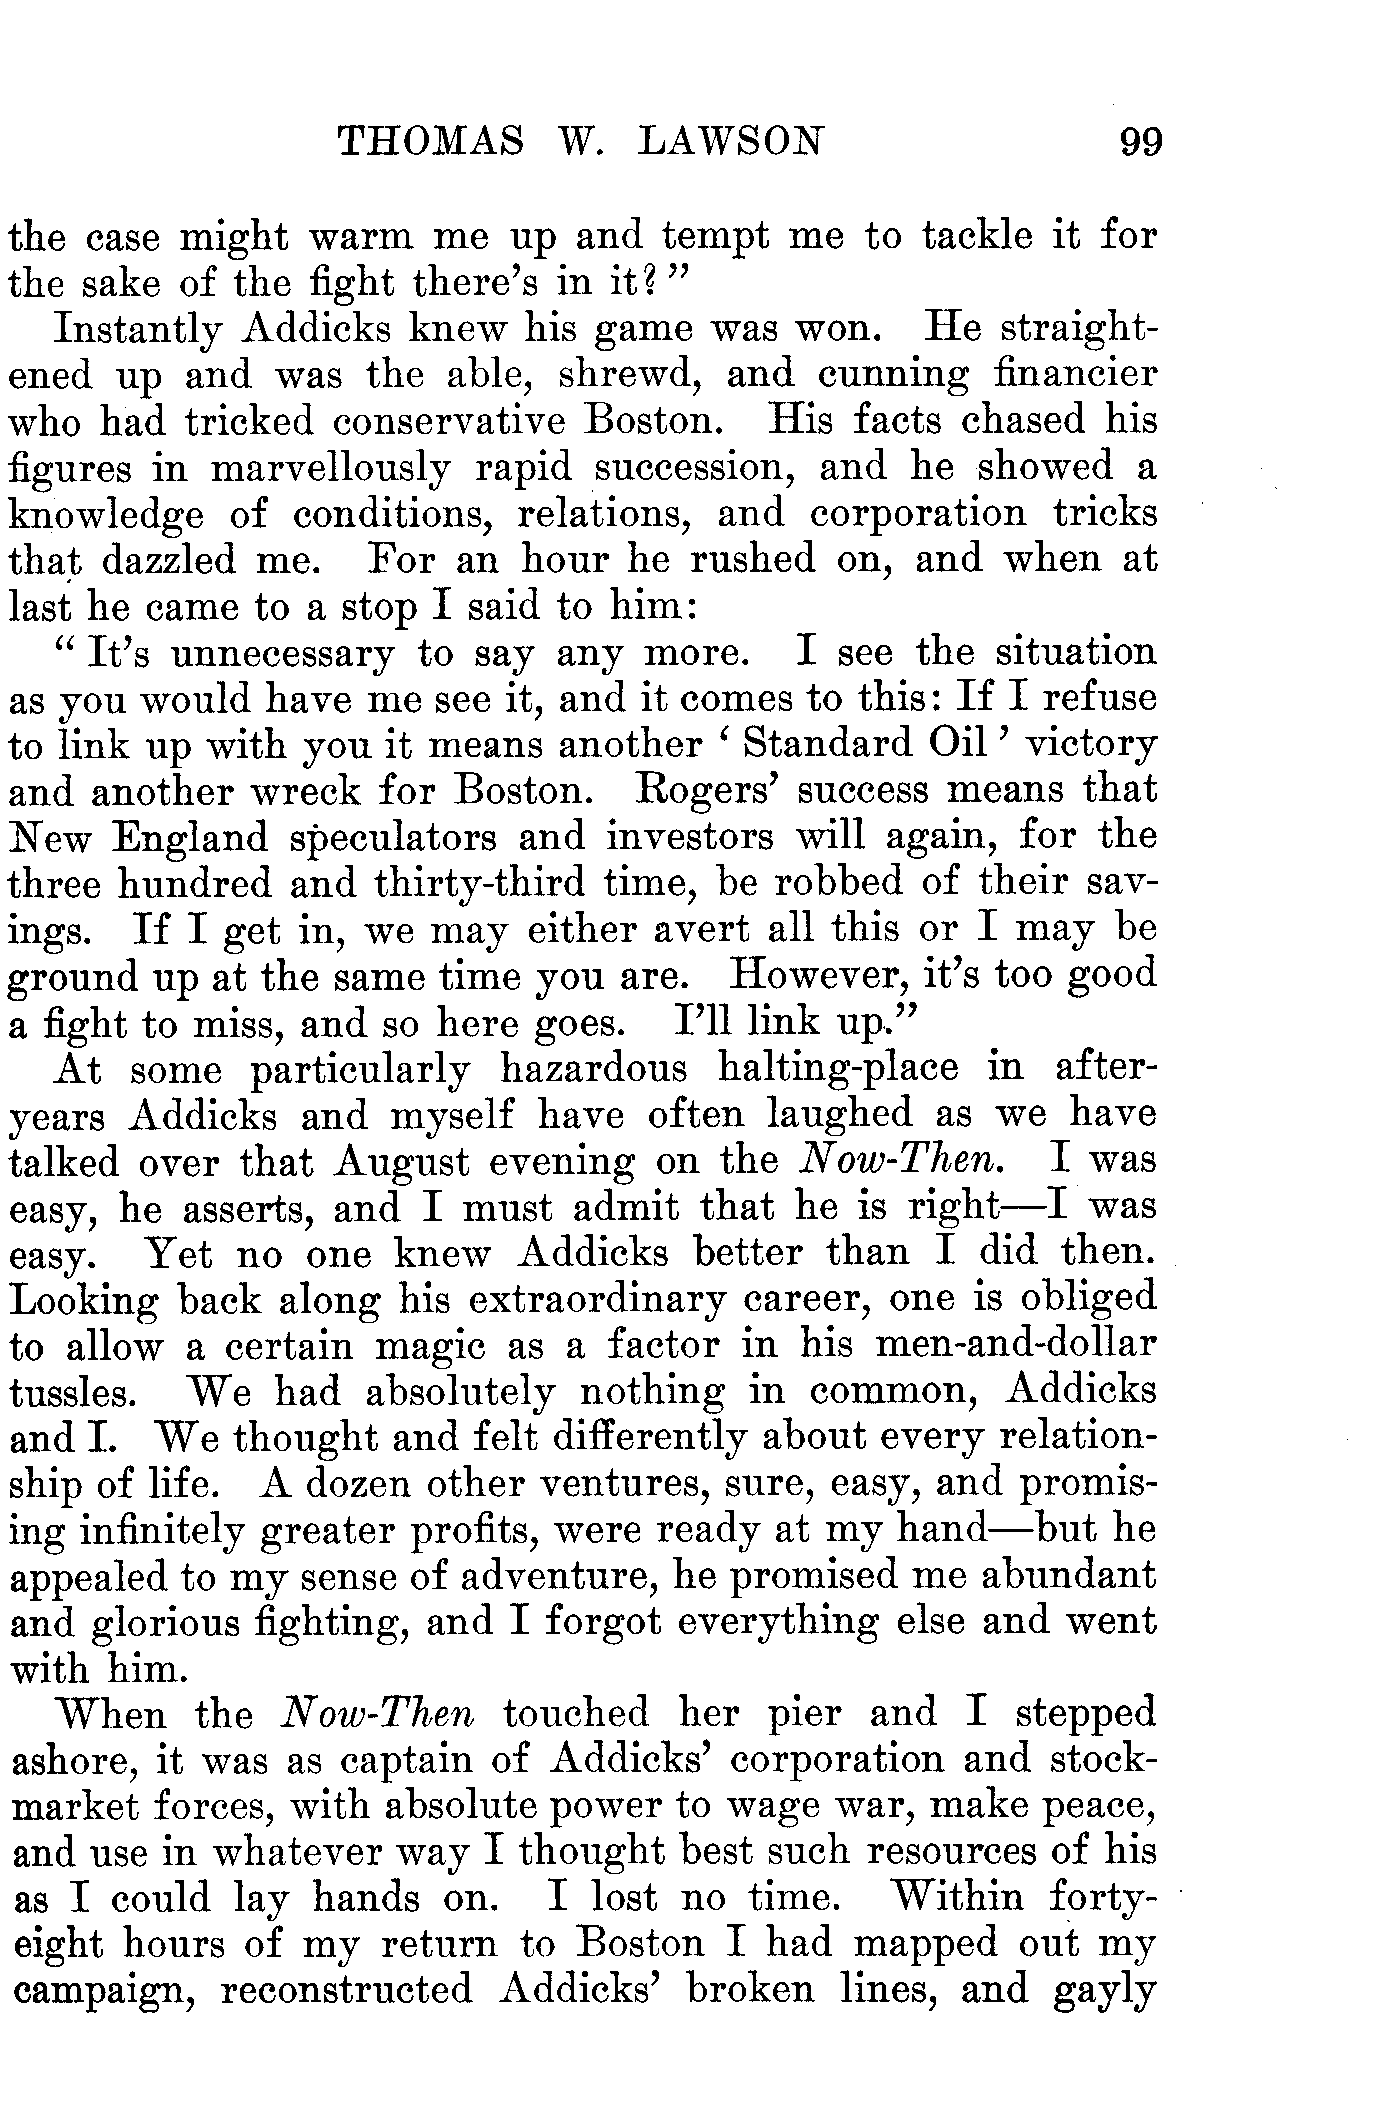 THOMAS W. LAWSON 99
the case might warm me up and tempt me to tackle it for
the sake of the fight there's in it?"
Instantly Addicks knew his game was won. He straight-
ened up and was the able, shrewd, and cunning financier
who had tricked conservative Boston. His facts chased his
figures in marvellously rapid succession, and he showed a
knowledge of conditions, relations, and corporation tricks
that dazzled me. For an hour he rushed on, and when at
last he came to a stop I said to him:
"It's unnecessary to say any more. I see the situation
as you would have me see it, and it comes to this: If I refuse
to link up with you it means another 'Standard Oil' victory
and another wreck for Boston. Rogers' success means that
New England speculators and investors will again, for the
three hundred and thirty-third time, be robbed of their sav-
ings. If I get in, we may either avert all this or I may be
ground up at the same time you are. However, it's too good
a fight to miss, and so here goes. I'll link up."
At some particularly hazardous halting-place in after-
years Addicks and myself have often laughed as we have
talked over that August evening on the Now-Then. I was
easy, he asserts, and I must admit that he is right—I was
easy. Yet no one knew Addicks better than I did then.
Looking back along his extraordinary career, one is obliged
to allow a certain magic as a factor in his men-and-dollar
tussles. We had absolutely nothing in common, Addicks
and I. We thought and felt differently about every relation-
ship of life. A dozen other ventures, sure, easy, and promis-
ing infinitely greater profits, were ready at my hand—but he
appealed to my sense of adventure, he promised me abundant
and glorious fighting, and I forgot everything else and went
with him.
When the Now-Then touched her pier and I stepped
ashore, it was as captain of Addicks' corporation and stock-
market forces, with absolute power to wage war, make peace,
and use in whatever way I thought best such resources of his
as I could lay hands on. I lost no time. Within forty-
eight hours of my return to Boston I had mapped out my
campaign, reconstructed Addicks' broken lines, and gayly